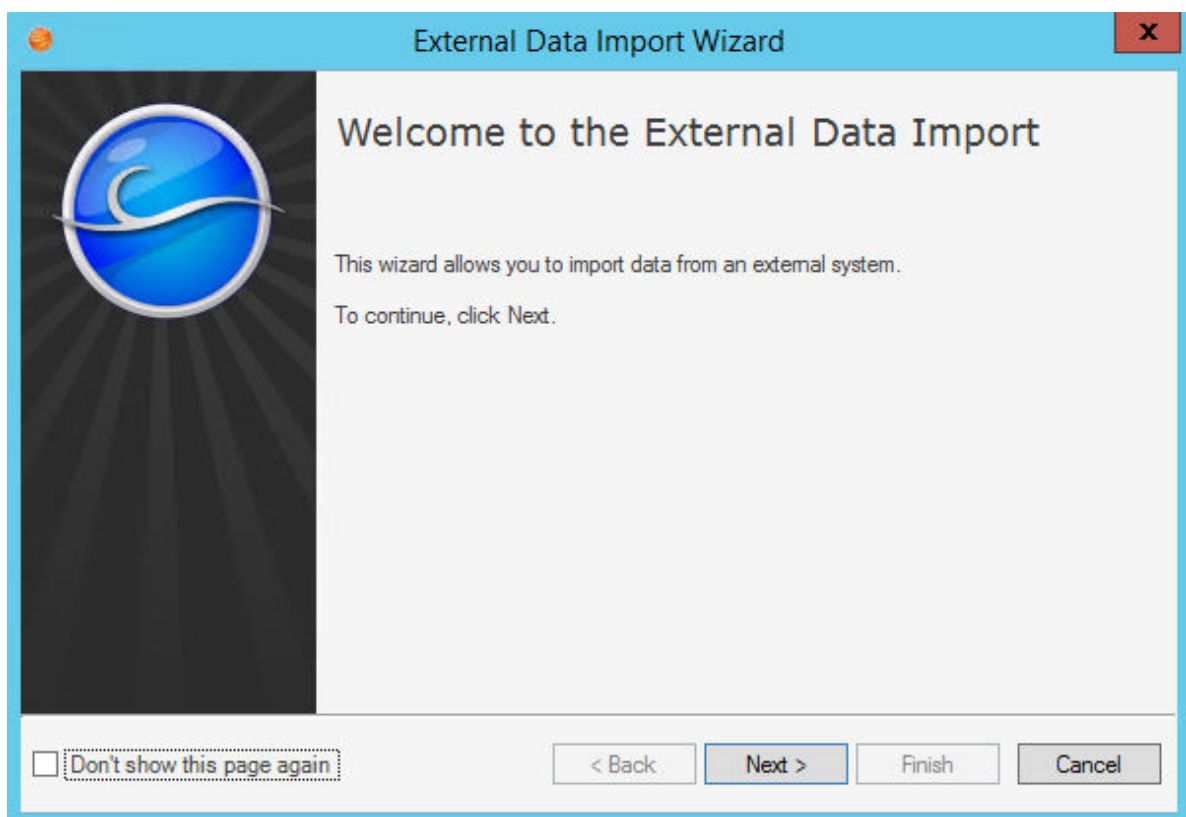 External Data Import Wizard
x
Welcome to the External Data Import
This wizard allows you to import data from an external system.
To continue, click Next.
Don't show this page again
< Back
Next >
Finish
Cancel